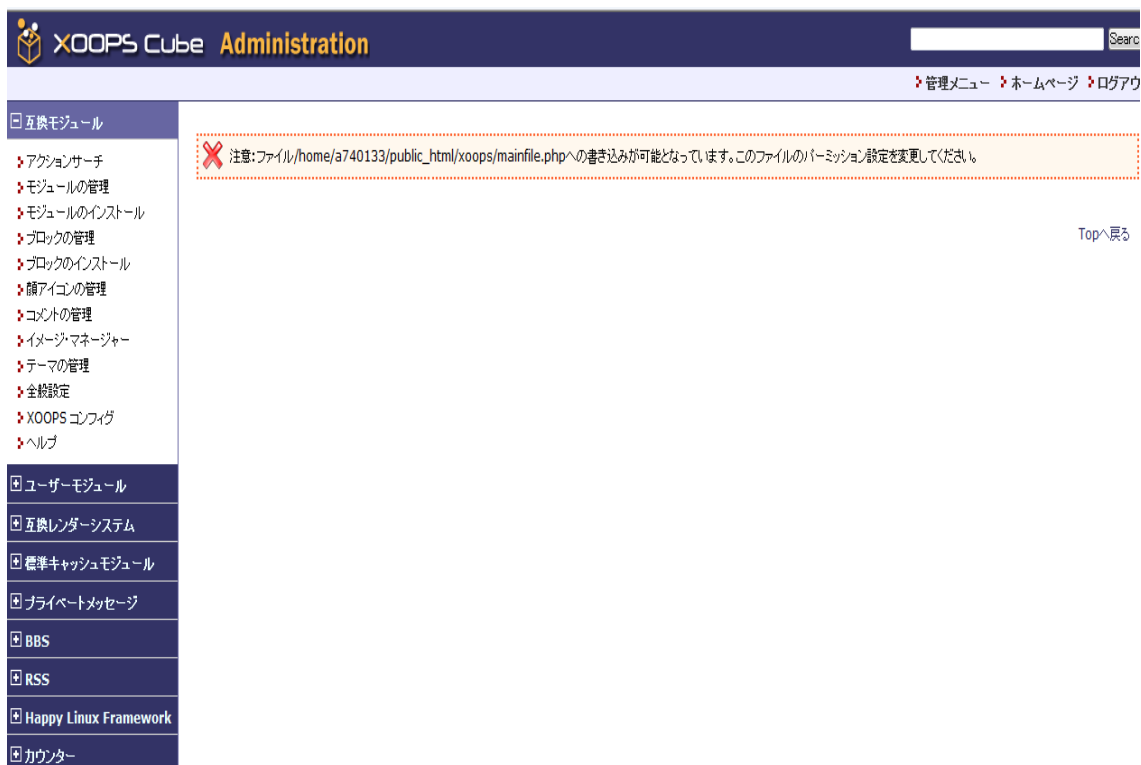 XOOPS Cube Administration
Searc
管理メニュー ホームページ ログアウ
互換モジュール
アクションサーチ
モジュールの管理
モジュールのインストール
ブロックの管理
ブロックのインストール
顔アイコンの管理
コメントの管理
イメージ・マネージャー
テーマの管理
全般設定
XOOPS コンフィグ
ヘルプ
ユーザーモジュール
互換レンダーシステム
標準キャッシュモジュール
プライベートメッセージ
BBS
RSS
Happy Linux Framework
カウンター
注意:ファイル/home/a740133/public_html/xoops/mainfile.phpへの書き込みが可能となっています。このファイルのパーミッション設定を変更してください。
Topへ戻る